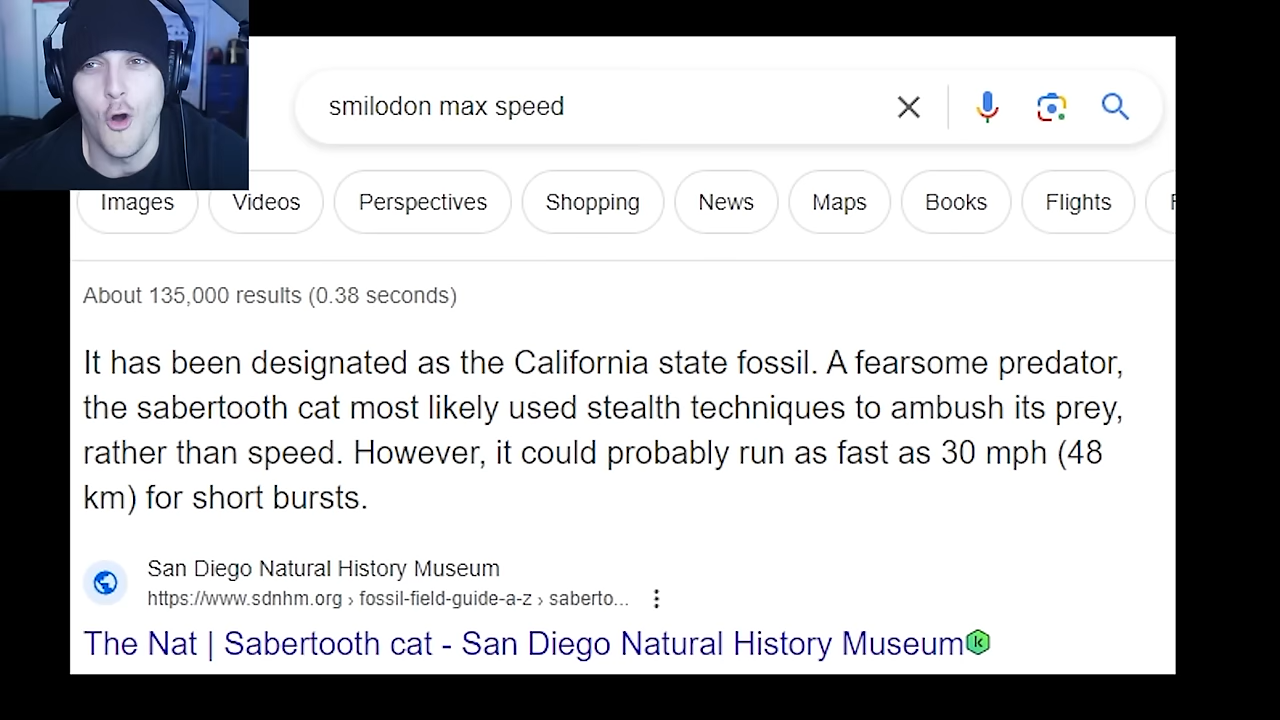 smilodon max speed
Images Videos Perspectives Shopping News Maps Books Flights
About 135,000 results (0.38 seconds)
It has been designated as the California state fossil. A fearsome predator,
the sabertooth cat most likely used stealth techniques to ambush its prey,
rather than speed. However, it could probably run as fast as 30 mph (48
km) for short bursts.
San Diego Natural History Museum
https://www.sdnhm.org › fossil-field-guide-a-z › saberto...
The Nat | Sabertooth cat - San Diego Natural History Museum